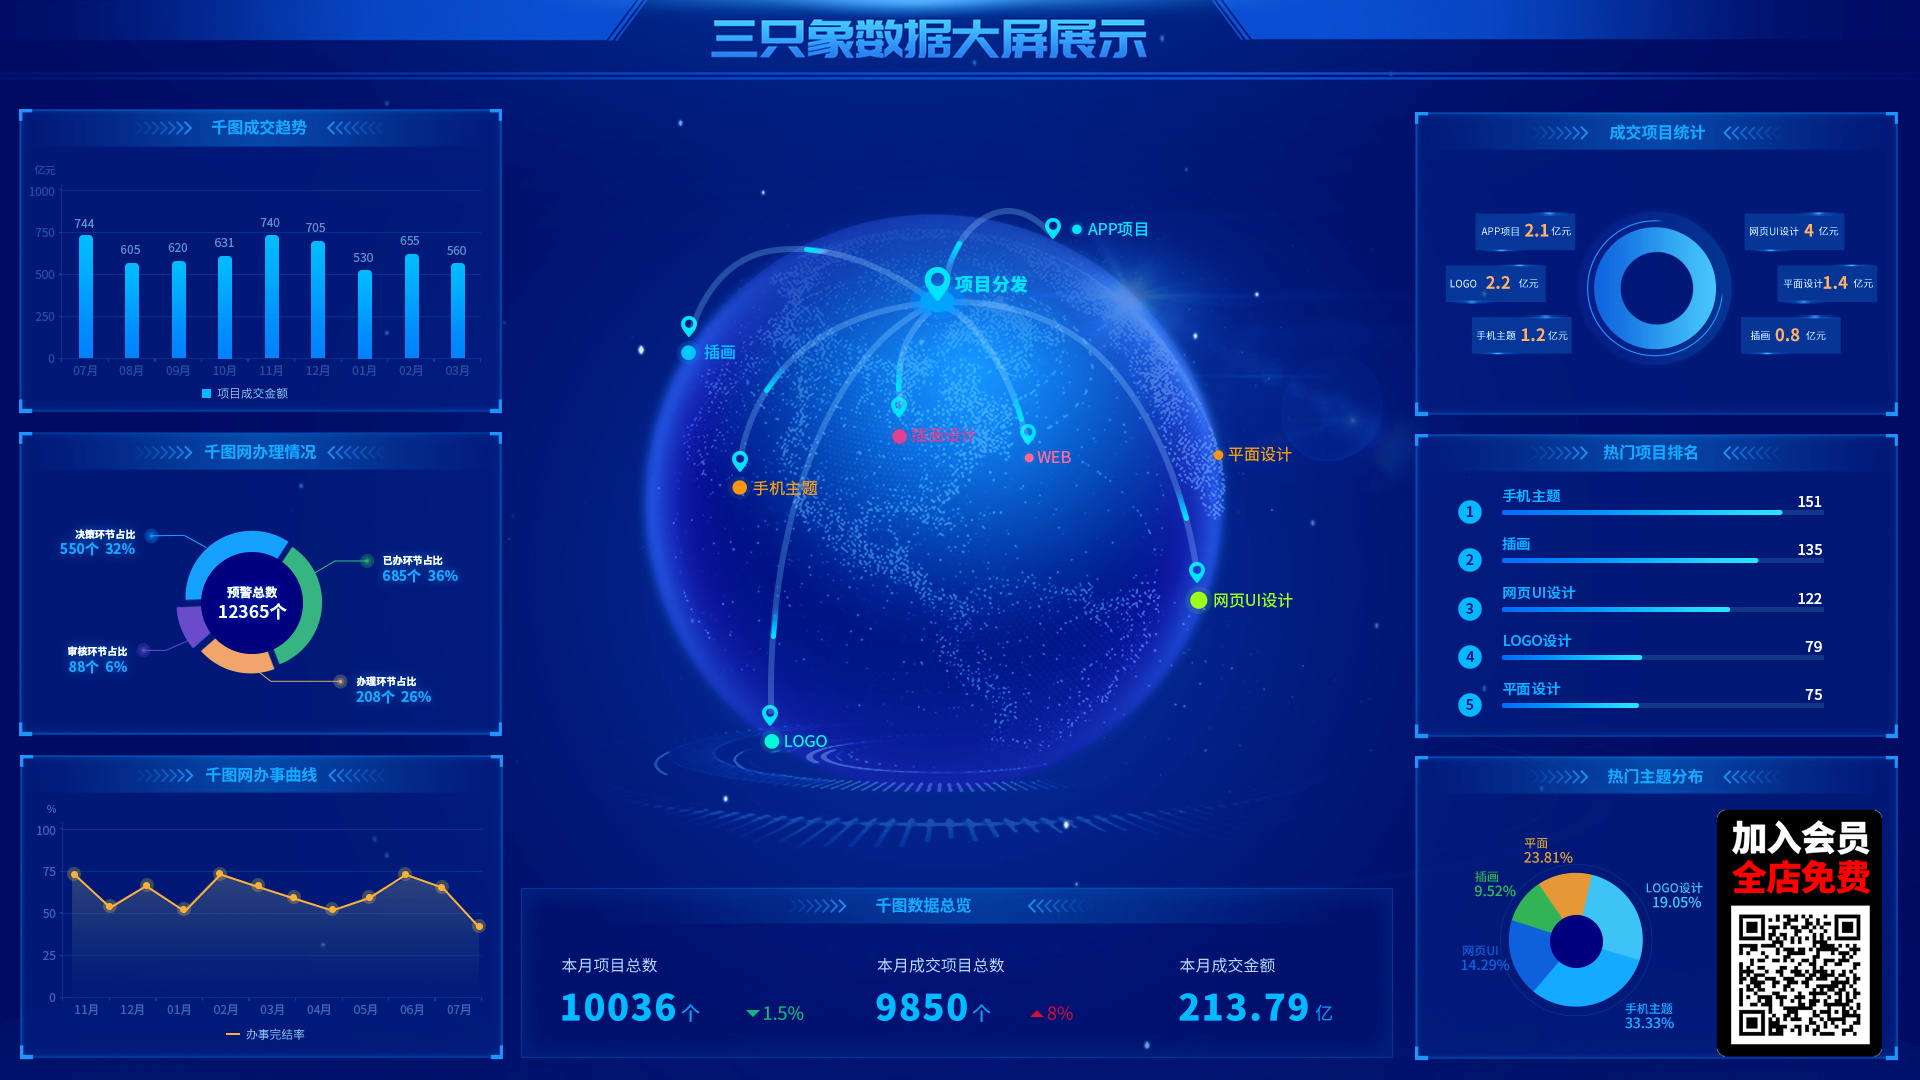 三只象数据大屏展示
千图成交趋势
亿元
1000
750
500
250
0
744
605
620
631
740
705
530
655
560
07月
08月
09月
10月
11月
12月
01月
02月
03月
项目成交金额
千图网办理情况
决策环节占比
550个 32%
已办环节占比
685个 36%
预警总数
12365个
审核环节占比
88个 6%
办理环节占比
208个 26%
千图网办事曲线
%
100
75
50
25
0
11月
12月
01月
02月
03月
04月
05月
06月
07月
办事完结率
APP项目
项目分发
插画
插画设计
WEB
手机主题
平面设计
网页UI设计
LOGO
千图数据总览
本月项目总数
10036个
1.5%
本月成交项目总数
9850个
8%
本月成交金额
213.79 亿
成交项目统计
APP项目 2.1亿元
LOGO 2.2 亿元
手机主题 1.2亿元
网页UI设计 4 亿元
平面设计1.4 亿元
插画 0.8 亿元
热门项目排名
1 手机主题 151
2 插画 135
3 网页UI设计 122
4 LOGO设计 79
5 平面设计 75
热门主题分布
平面
23.81%
插画
9.52%
LOGO设计
19.05%
网页UI
14.29%
手机主题
33.33%
加入会员
全店免费